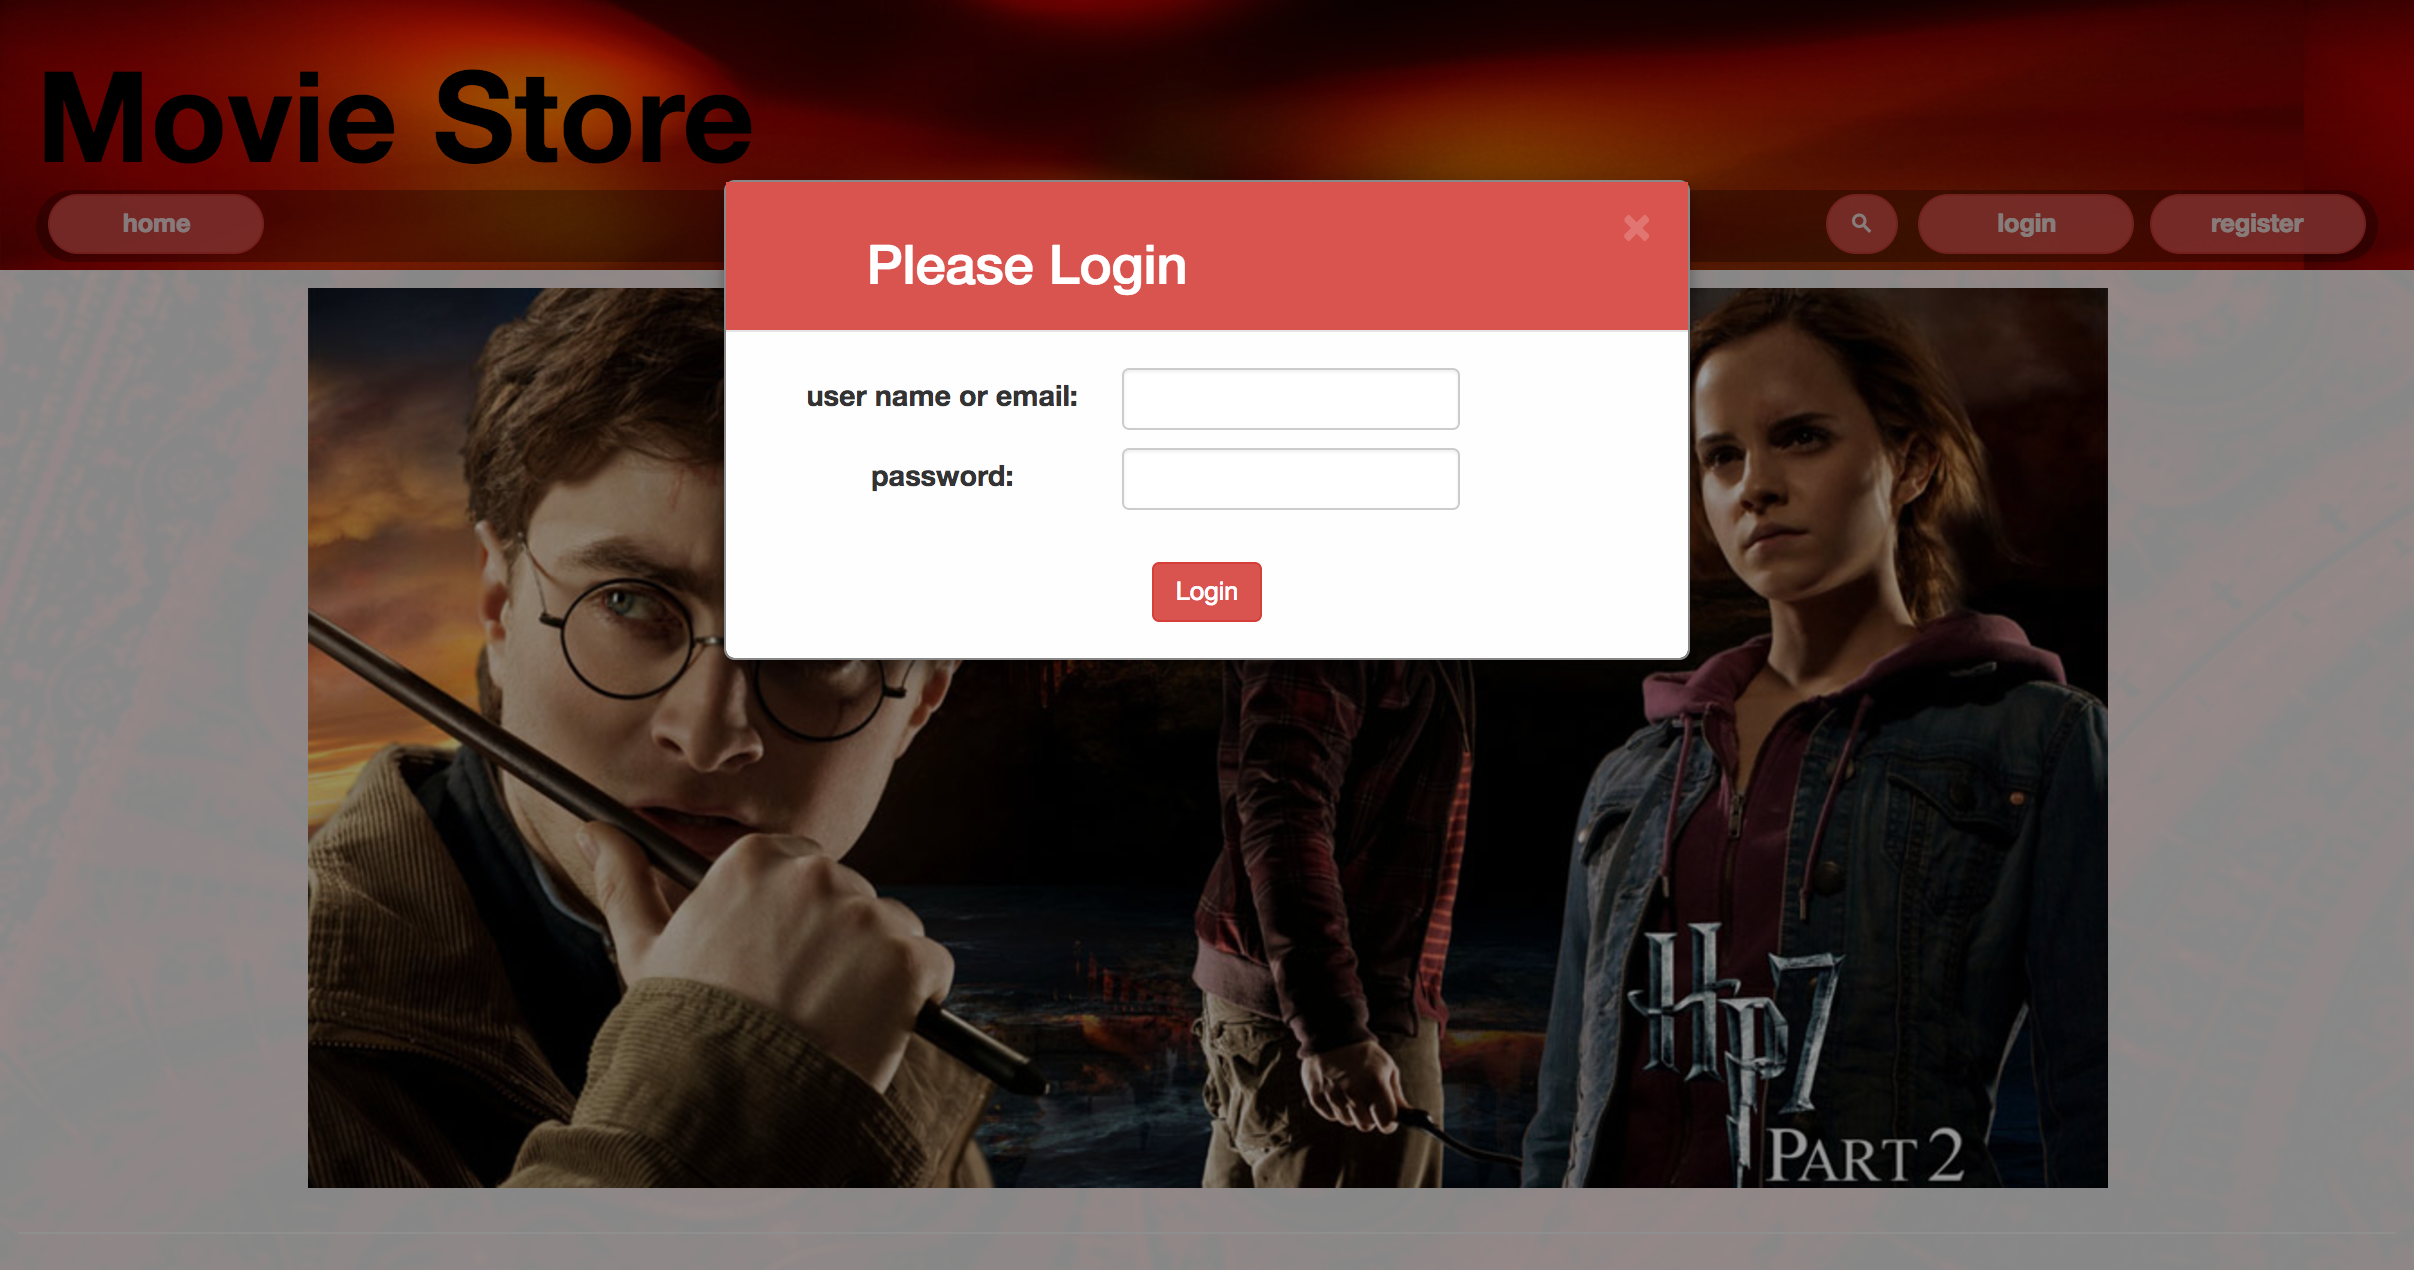 Movie Store
home
login
register
Please Login
user name or email:
password:
Login
HP7
PART 2